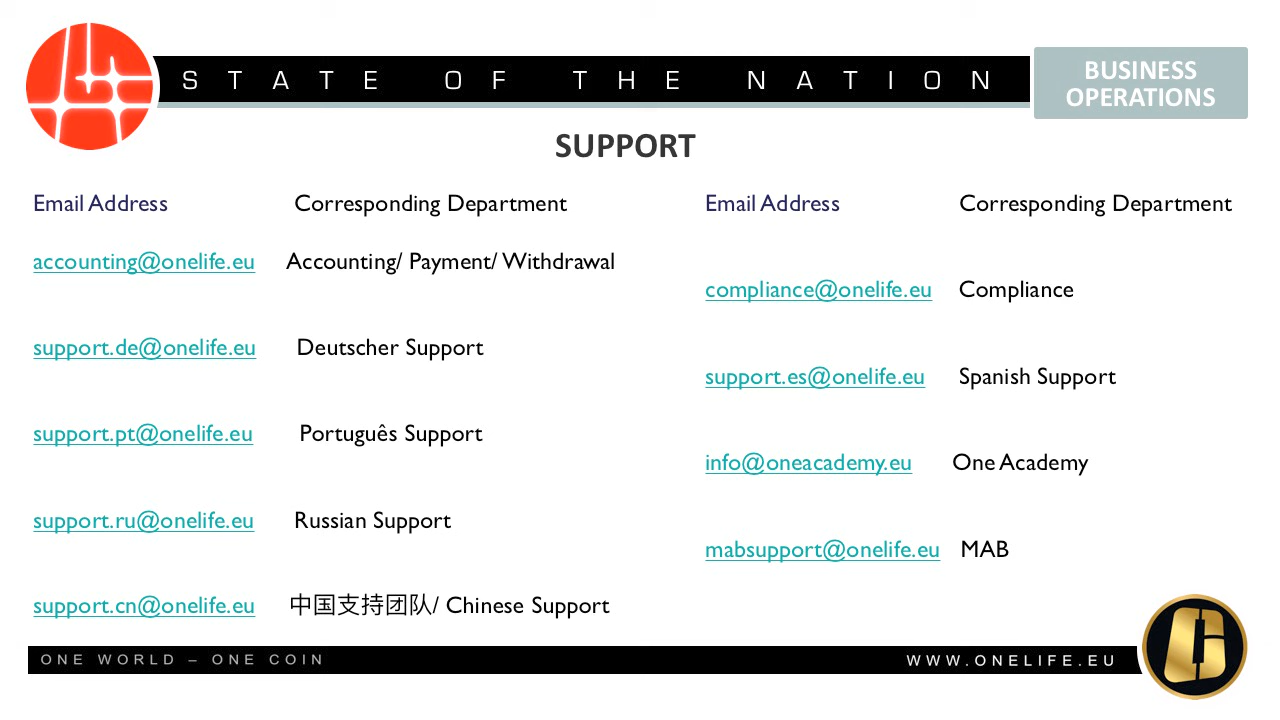 STATE OF THE NATION
BUSINESS
OPERATIONS
SUPPORT
Email Address Corresponding Department
accounting@onelife.eu Accounting/ Payment/ Withdrawal
support.de@onelife.eu Deutscher Support
support.pt@onelife.eu Português Support
support.ru@onelife.eu Russian Support
support.cn@onelife.eu 中国支持团队/ Chinese Support
Email Address Corresponding Department
compliance@onelife.eu Compliance
support.es@onelife.eu Spanish Support
info@oneacademy.eu One Academy
mabsupport@onelife.eu MAB
ONE WORLD – ONE COIN
WWW.ONELIFE.EU